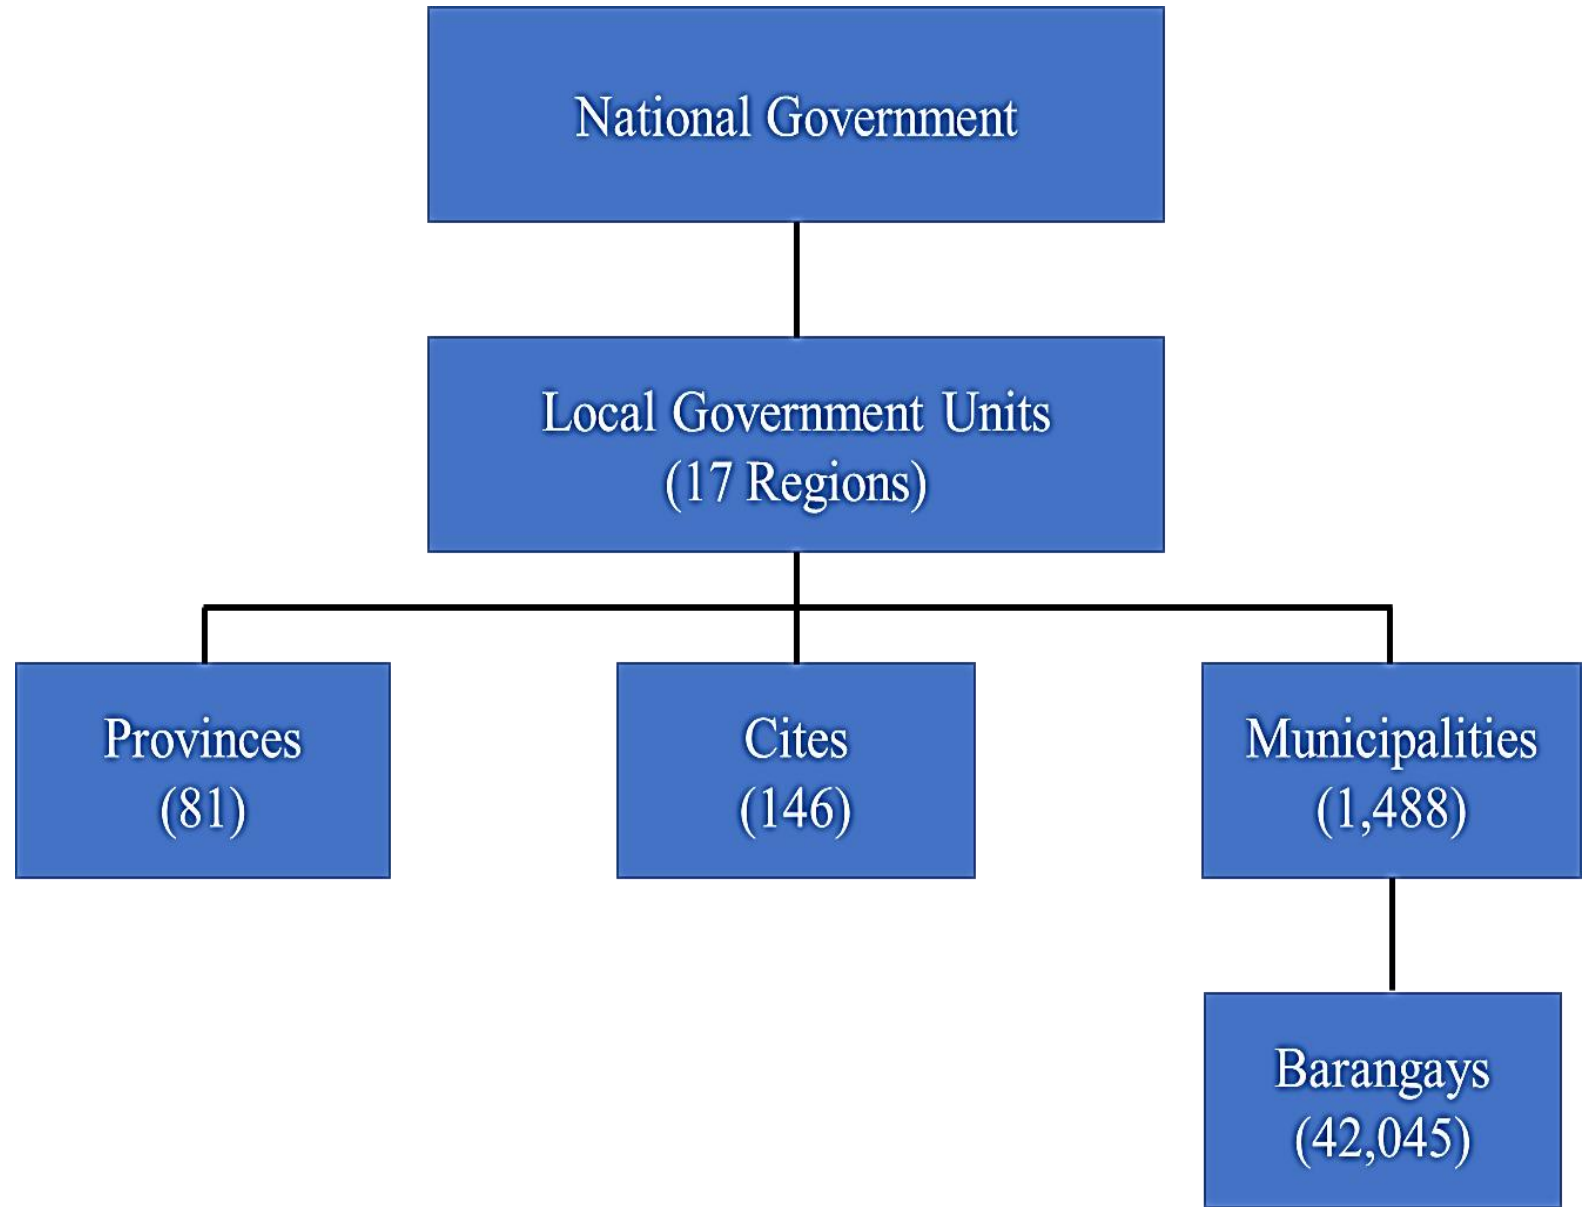 National Government
Local Government Units
(17 Regions)
Provinces
(81)
Cites
(146)
Municipalities
(1,488)
Barangays
(42,045)